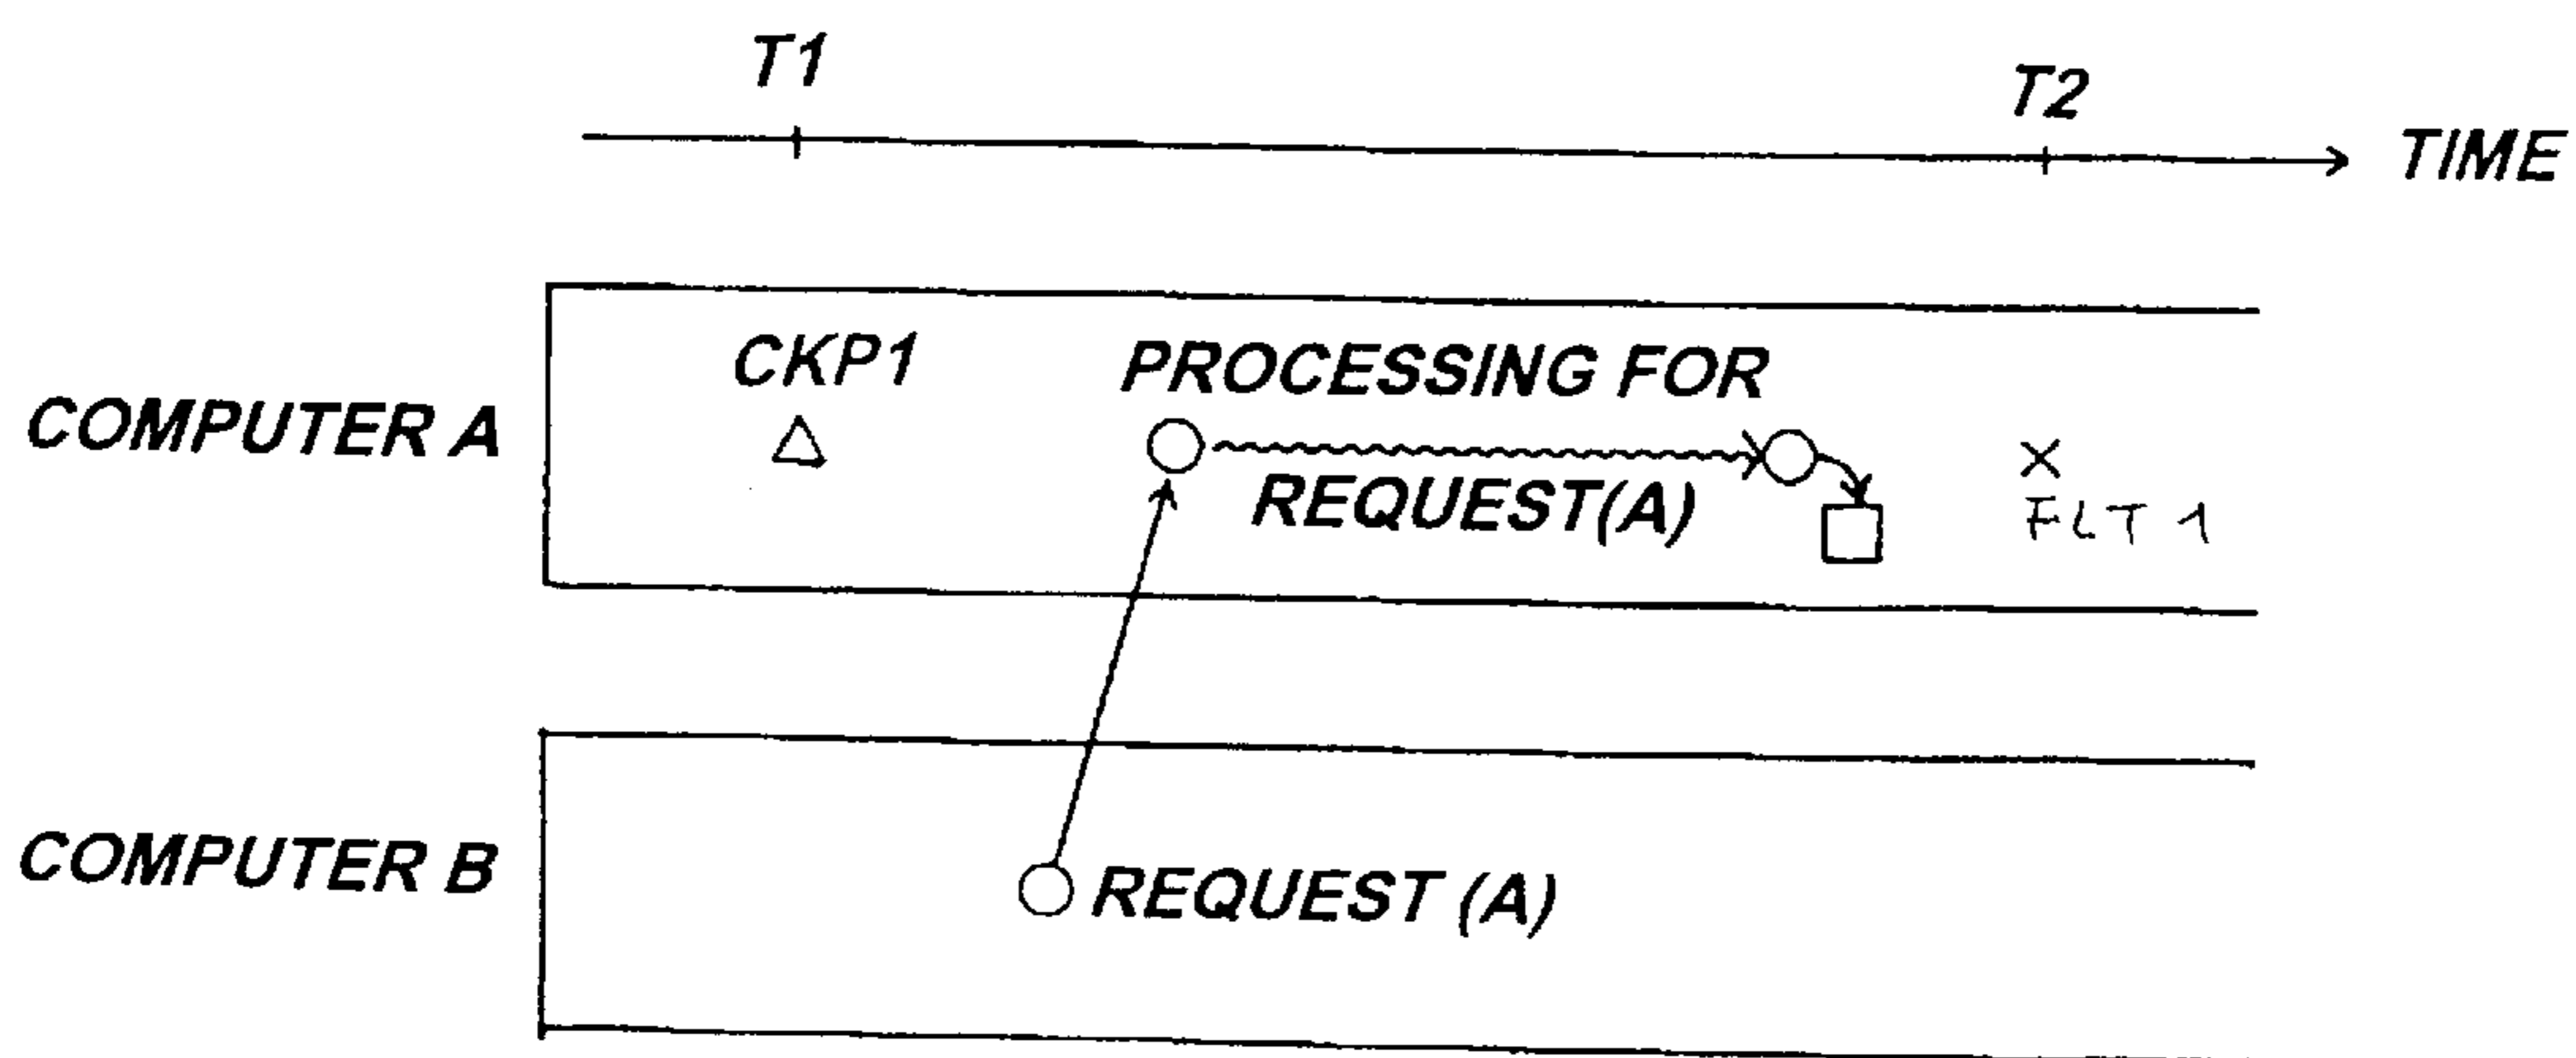 T1
T2
TIME
CKP1
PROCESSING FOR
COMPUTER A
REQUEST(A)
FLT 1
COMPUTER B
REQUEST (A)